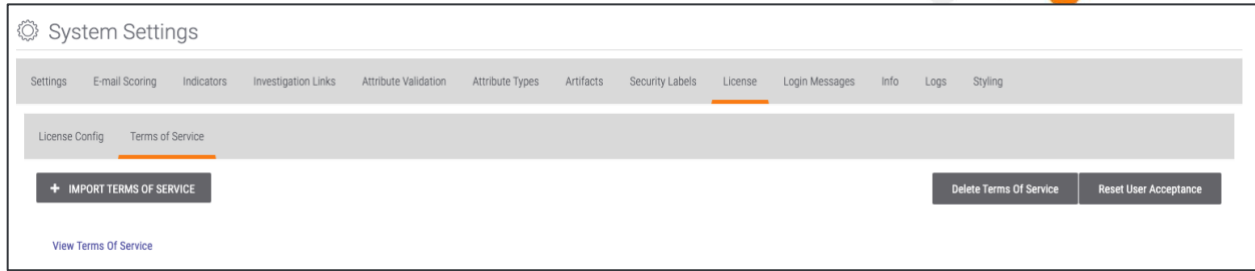 System Settings
Settings E-mail Scoring Indicators Investigation Links Attribute Validation Attribute Types Artifacts Security Labels License Login Messages Info Logs Styling
License Config Terms of Service
+ IMPORT TERMS OF SERVICE Delete Terms Of Service Reset User Acceptance
View Terms Of Service